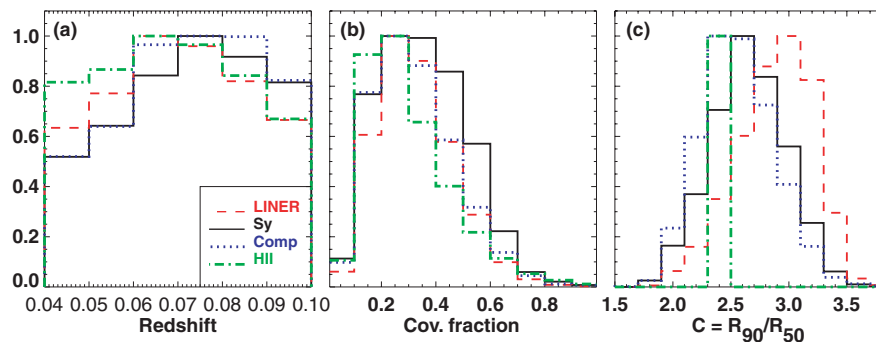 (a)
(b)
(c)
1.0
0.8
0.6
0.4
0.2
0.0
LINER
Sy
Comp
HII
0.04 0.05 0.06 0.07 0.08 0.09 0.10
0.2 0.4 0.6 0.8
1.5 2.0 2.5 3.0 3.5
Redshift
Cov. fraction
C = R90/R50